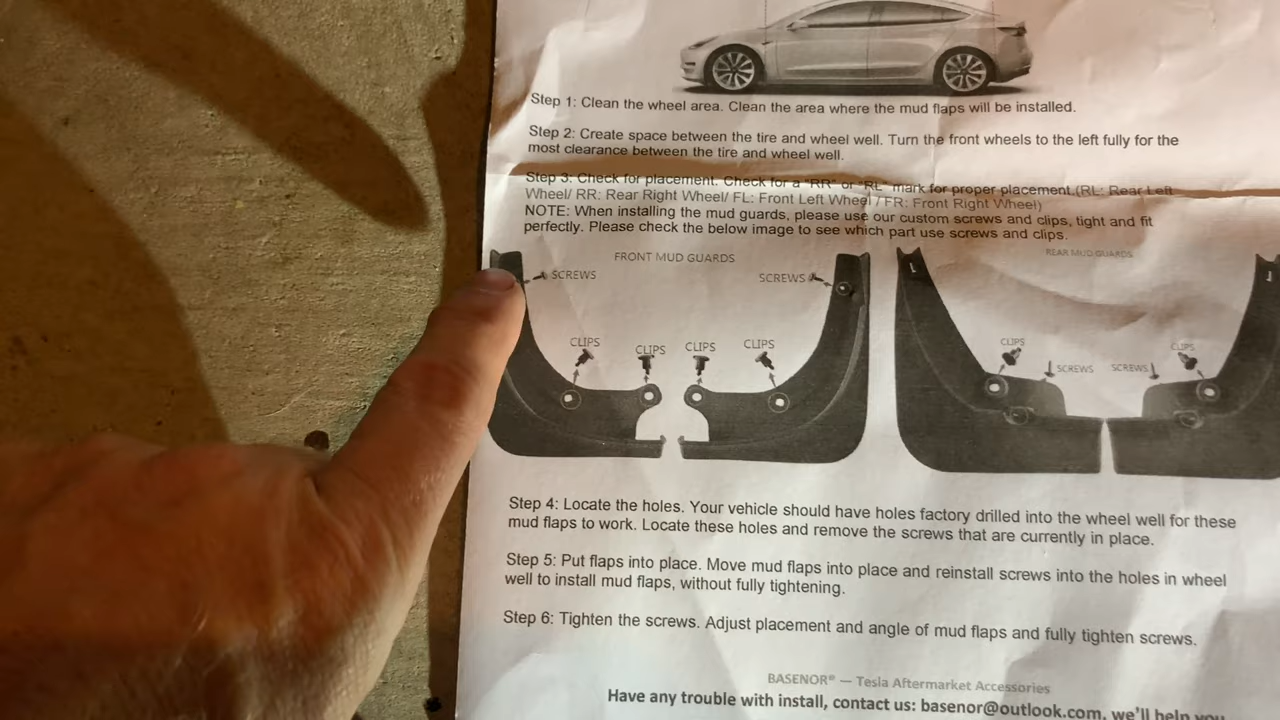 Step 1: Clean the wheel area. Clean the area where the mud flaps will be installed.
Step 2: Create space between the tire and wheel well. Turn the front wheels to the left fully for the
most clearance between the tire and wheel well.
Step 3: Check for placement. Check for a "RR" or "RL" mark for proper placement.(RL: Rear Left
Wheel/ RR: Rear Right Wheel/ FL: Front Left Wheel / FR: Front Right Wheel)
NOTE: When installing the mud guards, please use our custom screws and clips, tight and fit
perfectly. Please check the below image to see which part use screws and clips.
FRONT MUD GUARDS
REAR MUD GUARDS
SCREWS
SCREWS
CLIPS
CLIPS
CLIPS
CLIPS
CLIPS
SCREWS
SCREWS
CLIPS
Step 4: Locate the holes. Your vehicle should have holes factory drilled into the wheel well for these
mud flaps to work. Locate these holes and remove the screws that are currently in place.
Step 5: Put flaps into place. Move mud flaps into place and reinstall screws into the holes in wheel
well to install mud flaps, without fully tightening.
Step 6: Tighten the screws. Adjust placement and angle of mud flaps and fully tighten screws.
BASENOR® — Tesla Aftermarket Accessories
Have any trouble with install, contact us: basenor@outlook.com, we'll help you